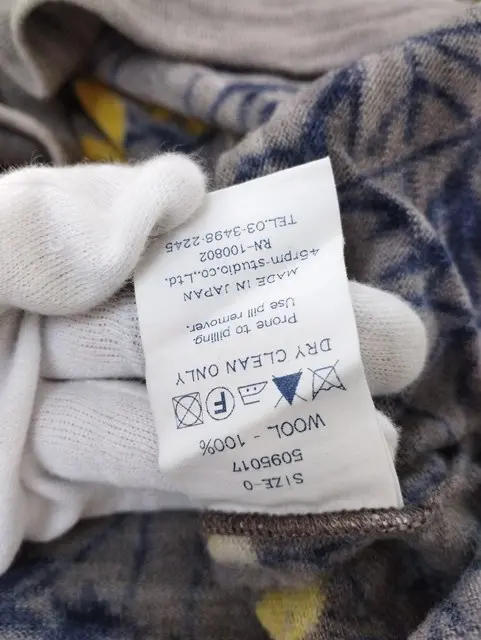 SIZE-0
5095017
WOOL - 100%
F
DRY CLEAN ONLY
Prone to pilling.
Use pill remover.
MADE IN JAPAN
45rpm-studio.co.,Ltd.
RN-100802
TEL.03-3498-2245